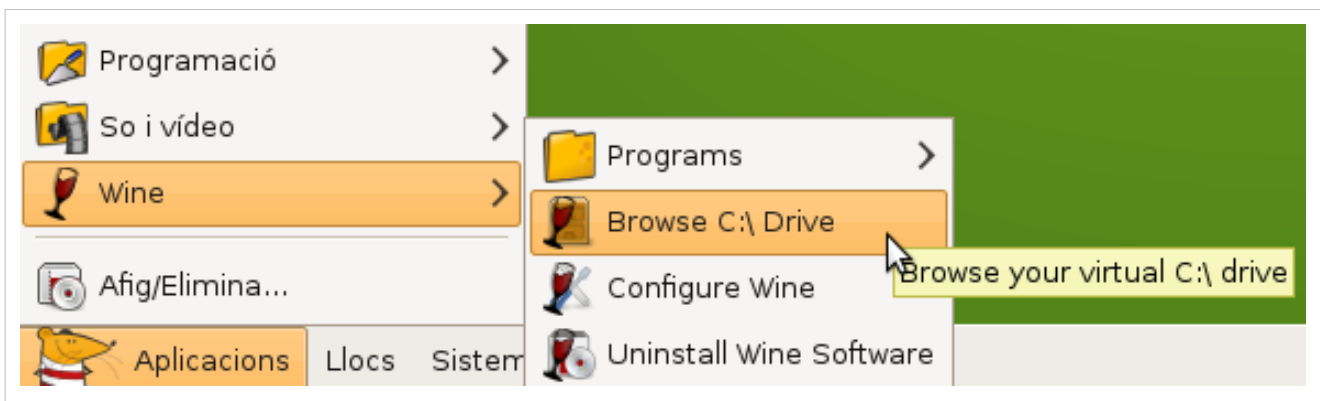 Programació
So i vídeo
Wine
Afig/Elimina...
Aplicacions Llocs Sistem
Programs
Browse C:\ Drive
Configure Wine
Uninstall Wine Software
Browse your virtual C:\ drive